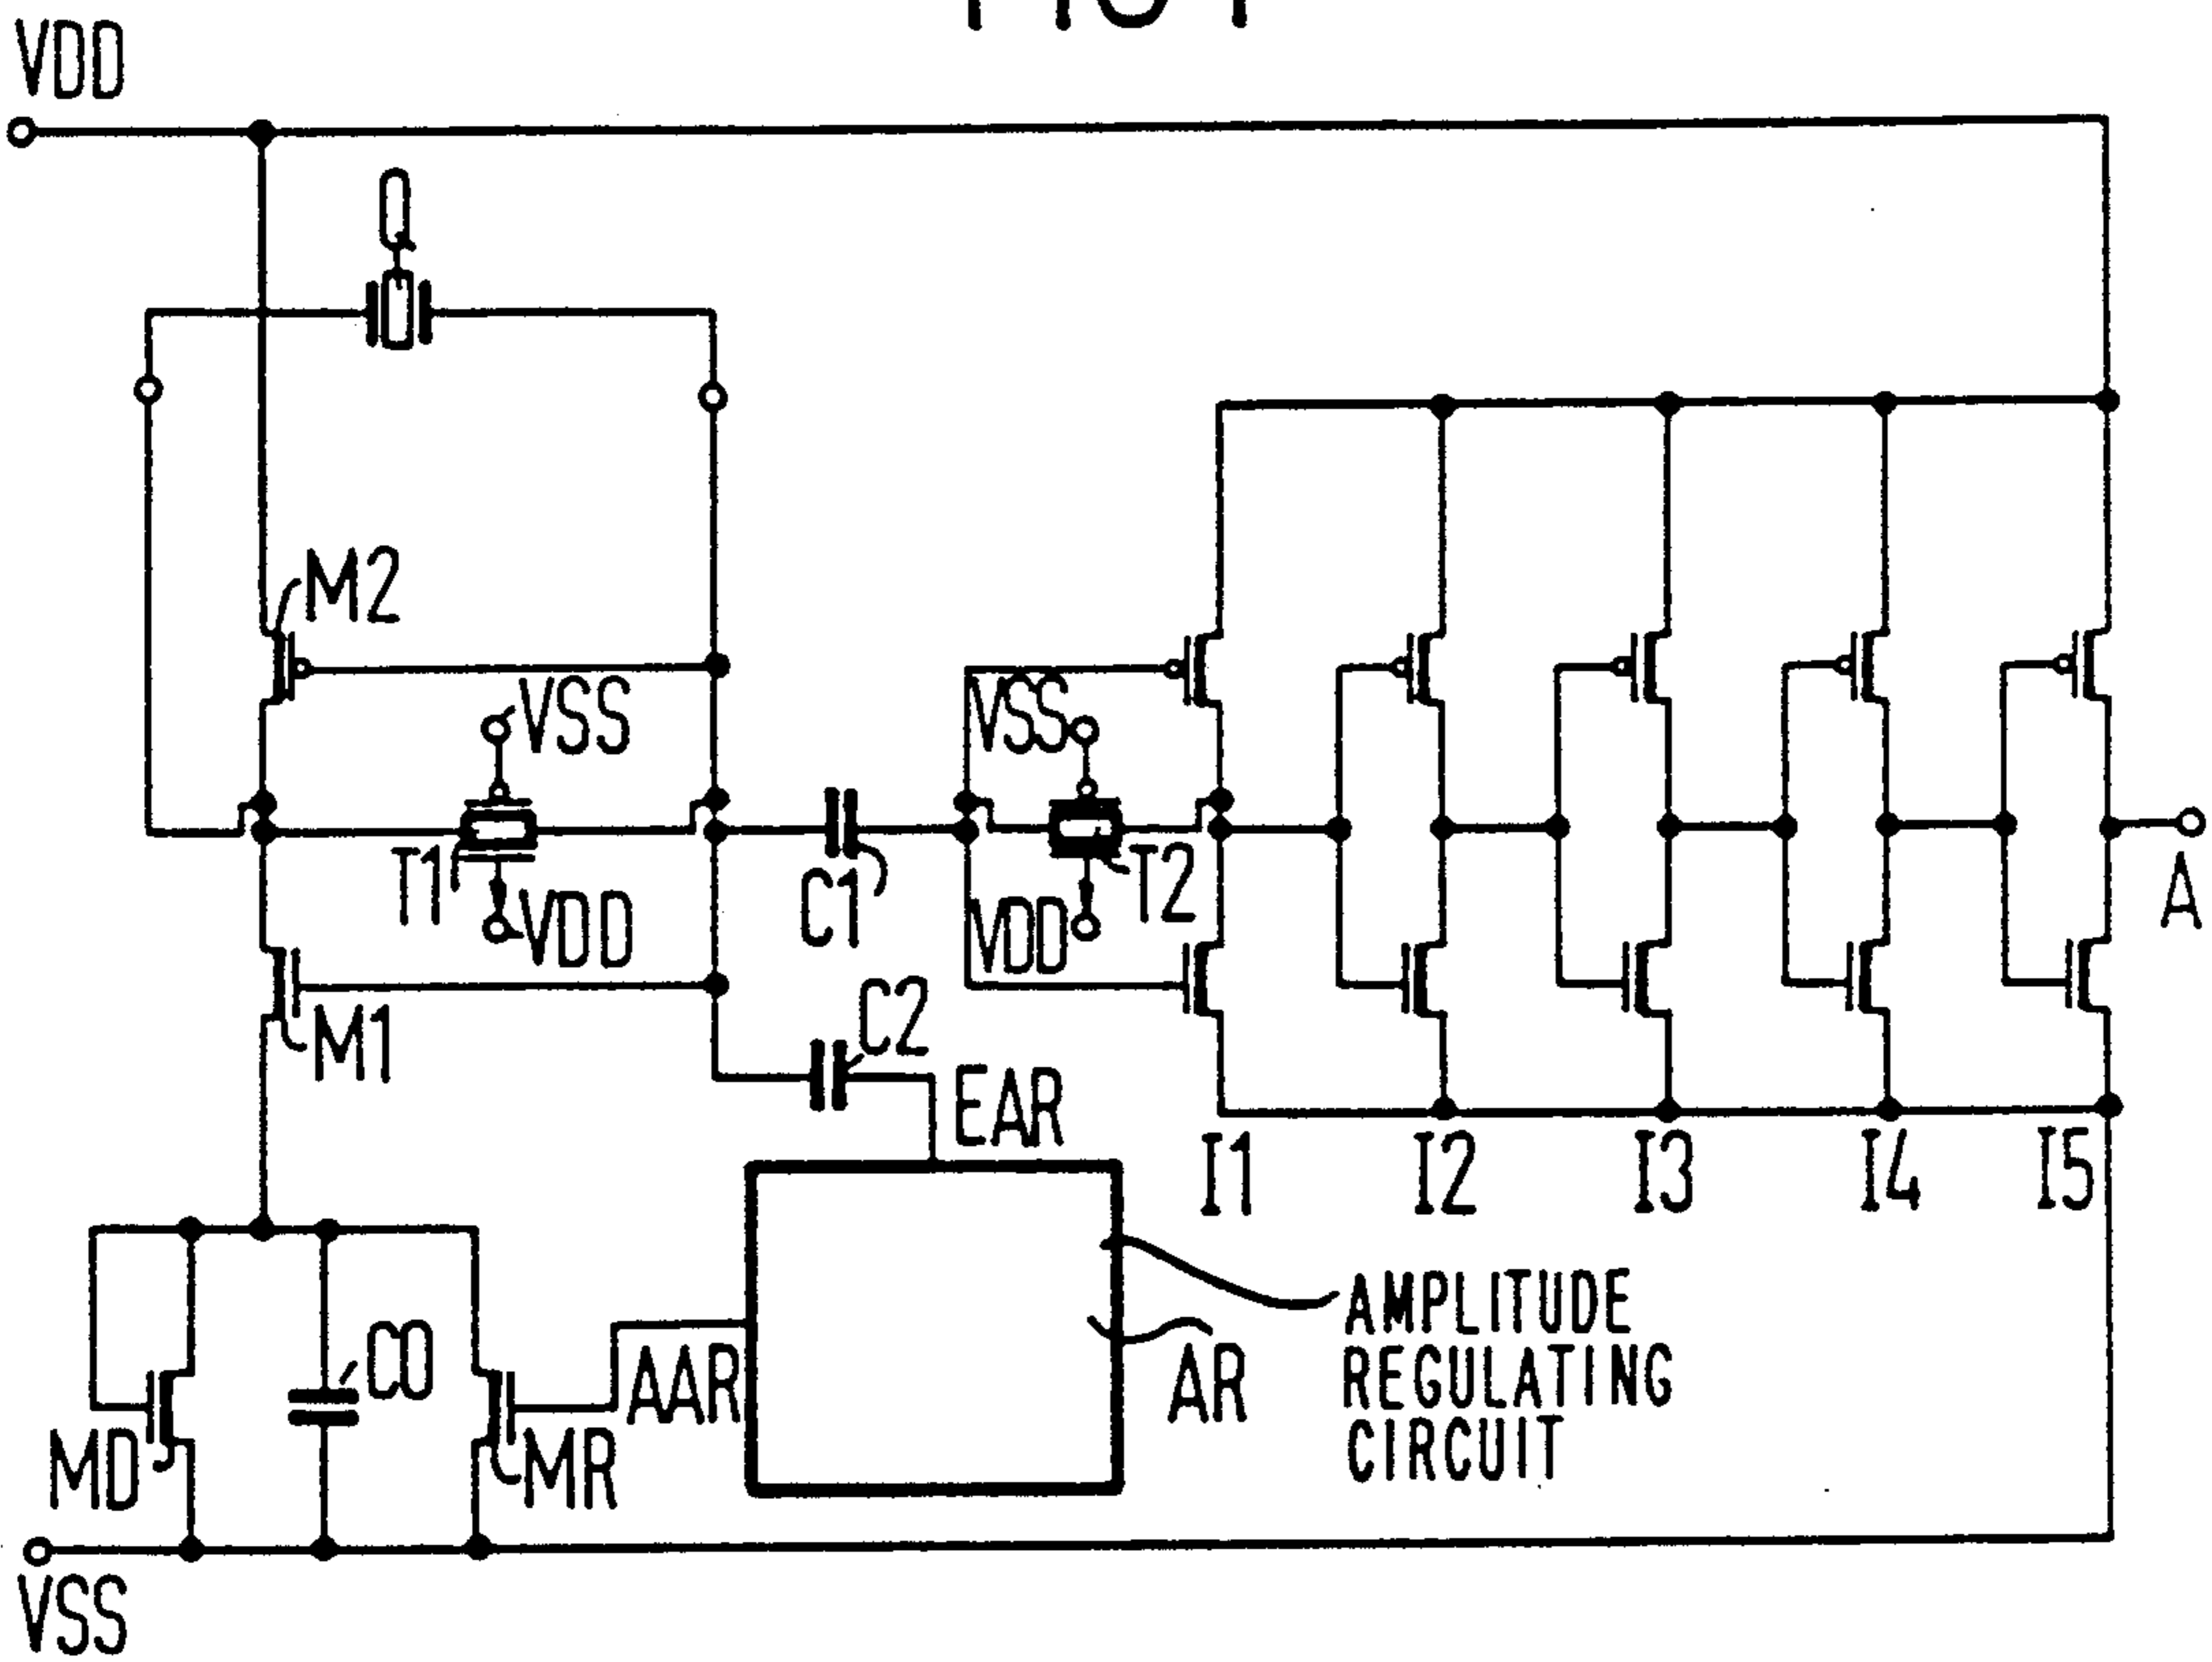 VDD
Q
M2
VSS
VSS
T1
VDD
C1
VDD
T2
A
M1
C2
EAR
I1
I2
I3
I4
I5
C0
AAR
AR
AMPLITUDE
REGULATING
CIRCUIT
MD
MR
VSS